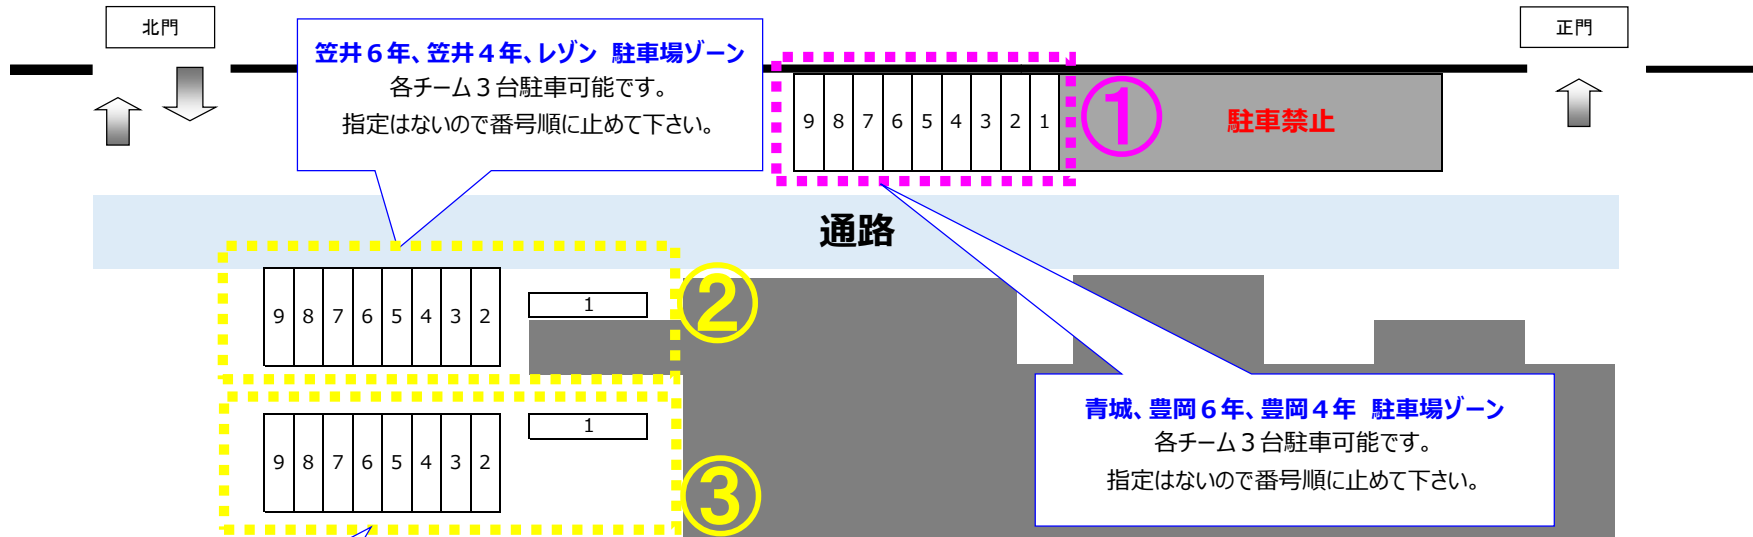 北門
正門
笠井６年、笠井４年、レゾン 駐車場ゾーン
各チーム３台駐車可能です。
指定はないので番号順に止めて下さい。
9 8 7 6 5 4 3 2 1
①
駐車禁止
通路
9 8 7 6 5 4 3 2
1
②
9 8 7 6 5 4 3 2
1
③
青城、豊岡６年、豊岡４年 駐車場ゾーン
各チーム３台駐車可能です。
指定はないので番号順に止めて下さい。